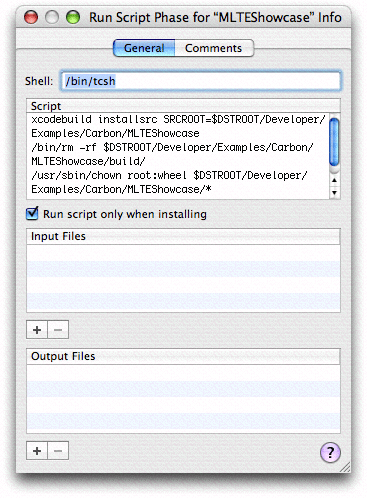 Run Script Phase for “MLTEShowcase” Info
General Comments
Shell: /bin/tcsh
Script
xcodebuild installsrc SRCROOT=$DSTROOT/Developer/
Examples/Carbon/MLTEShowcase
/bin/rm -rf $DSTROOT/Developer/Examples/Carbon/
MLTEShowcase/build/
/usr/sbin/chown root:wheel $DSTROOT/Developer/
Examples/Carbon/MLTEShowcase/*
Run script only when installing
Input Files
+ −
Output Files
+ −
?